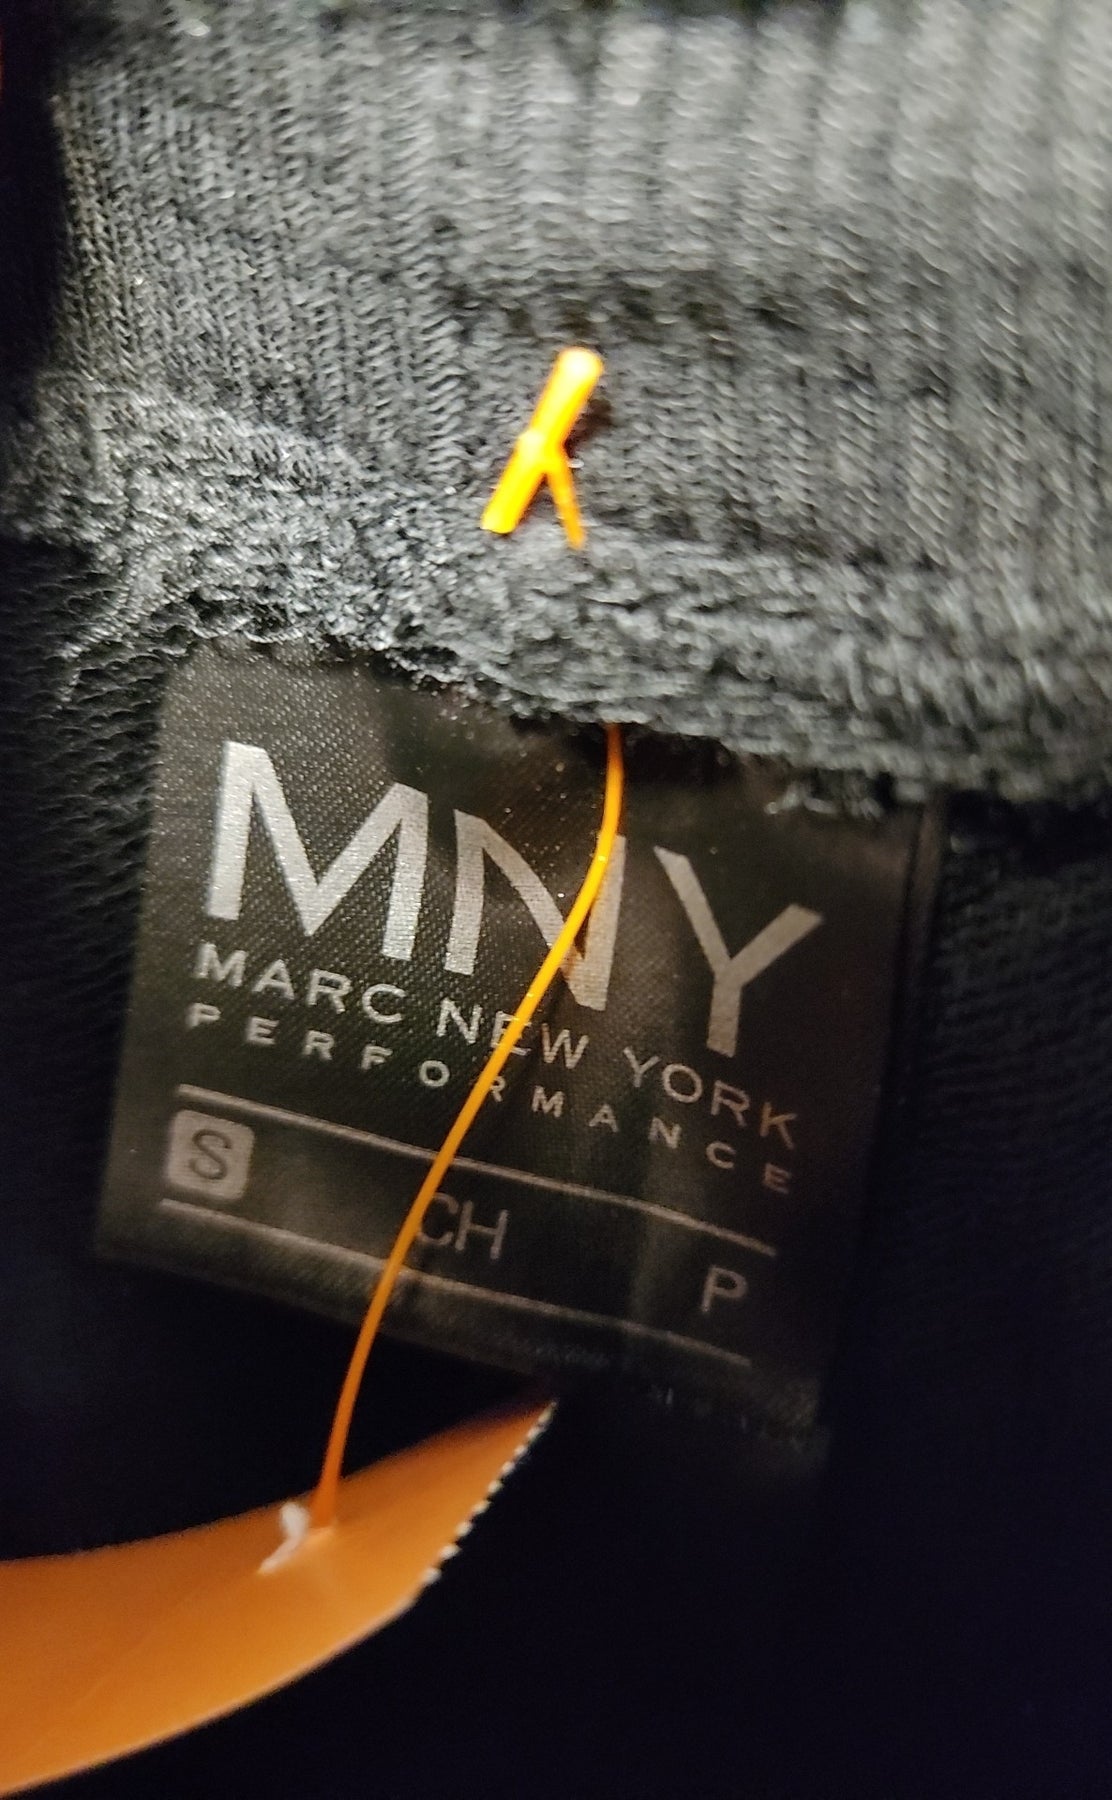 MNY
MARC NEW YORK
PERFORMANCE
S CH P